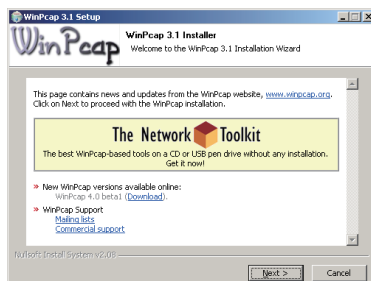 WinPcap 3.1 Setup
WinPcap
WinPcap 3.1 Installer
Welcome to the WinPcap 3.1 Installation Wizard
This page contains news and updates from the WinPcap website, www.winpcap.org.
Click on Next to proceed with the WinPcap installation.
The Network Toolkit
The best WinPcap-based tools on a CD or USB pen drive without any installation.
Get it now!
» New WinPcap versions available online:
WinPcap 4.0 beta1 (Download).
» WinPcap Support
Mailing lists
Commercial support
Nullsoft Install System v2.08
Next >
Cancel